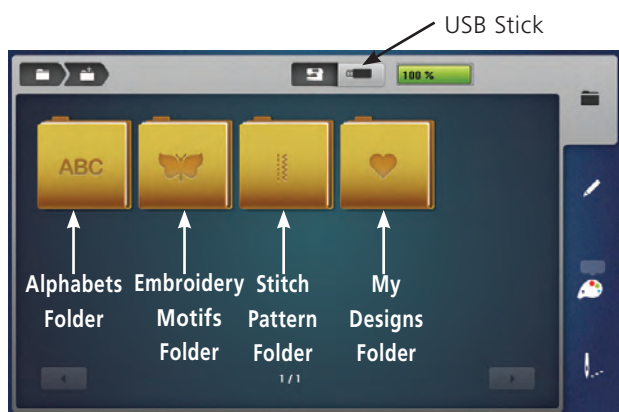 USB Stick
100 %
ABC
Alphabets Folder
Embroidery Motifs Folder
Stitch Pattern Folder
My Designs Folder
1/1